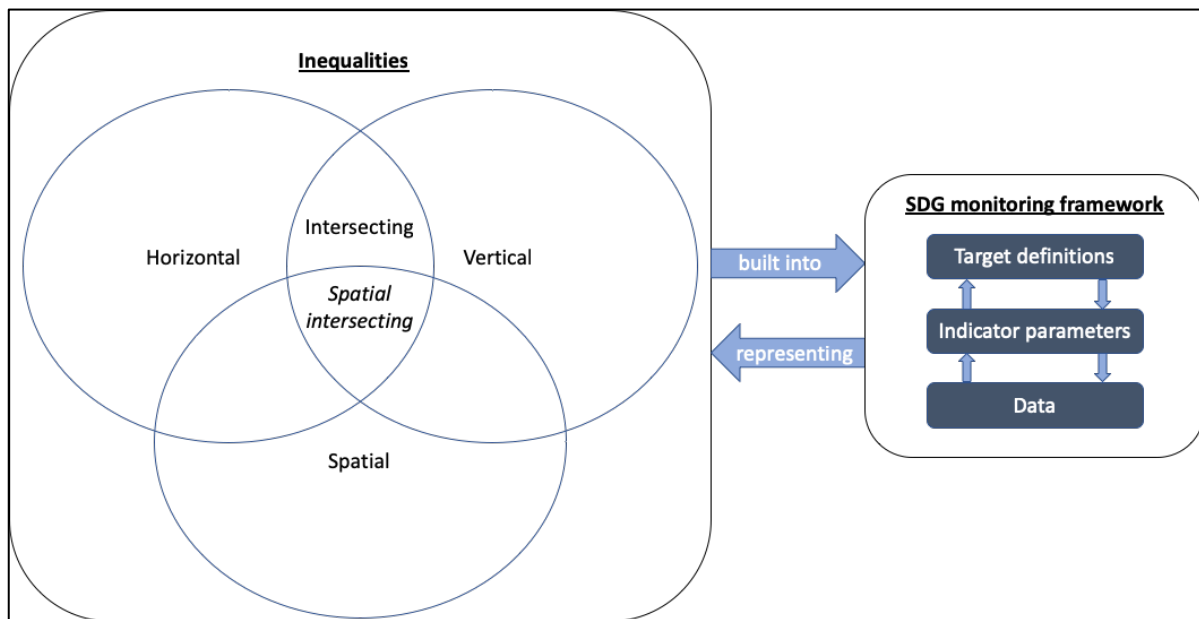 Inequalities
Horizontal
Intersecting
Vertical
Spatial
intersecting
Spatial
built into
representing
SDG monitoring framework
Target definitions
Indicator parameters
Data